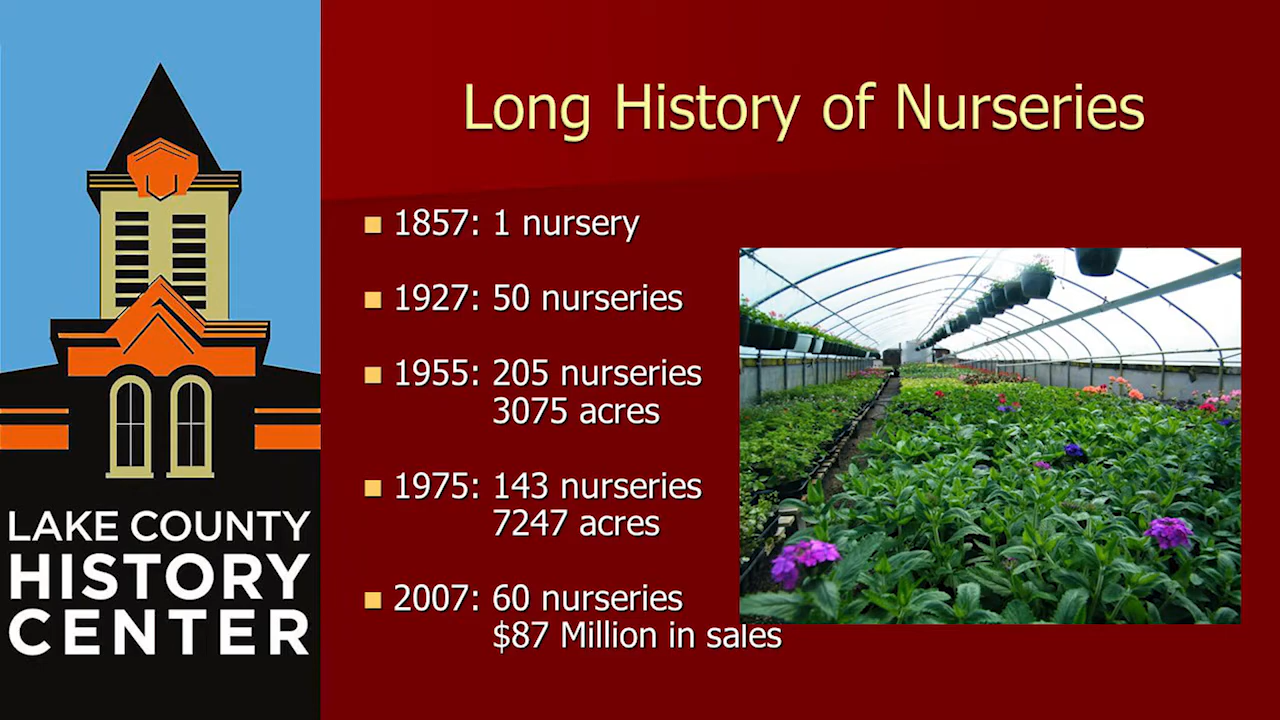 LAKE COUNTY
HISTORY
CENTER
Long History of Nurseries
1857: 1 nursery
1927: 50 nurseries
1955: 205 nurseries
3075 acres
1975: 143 nurseries
7247 acres
2007: 60 nurseries
$87 Million in sales